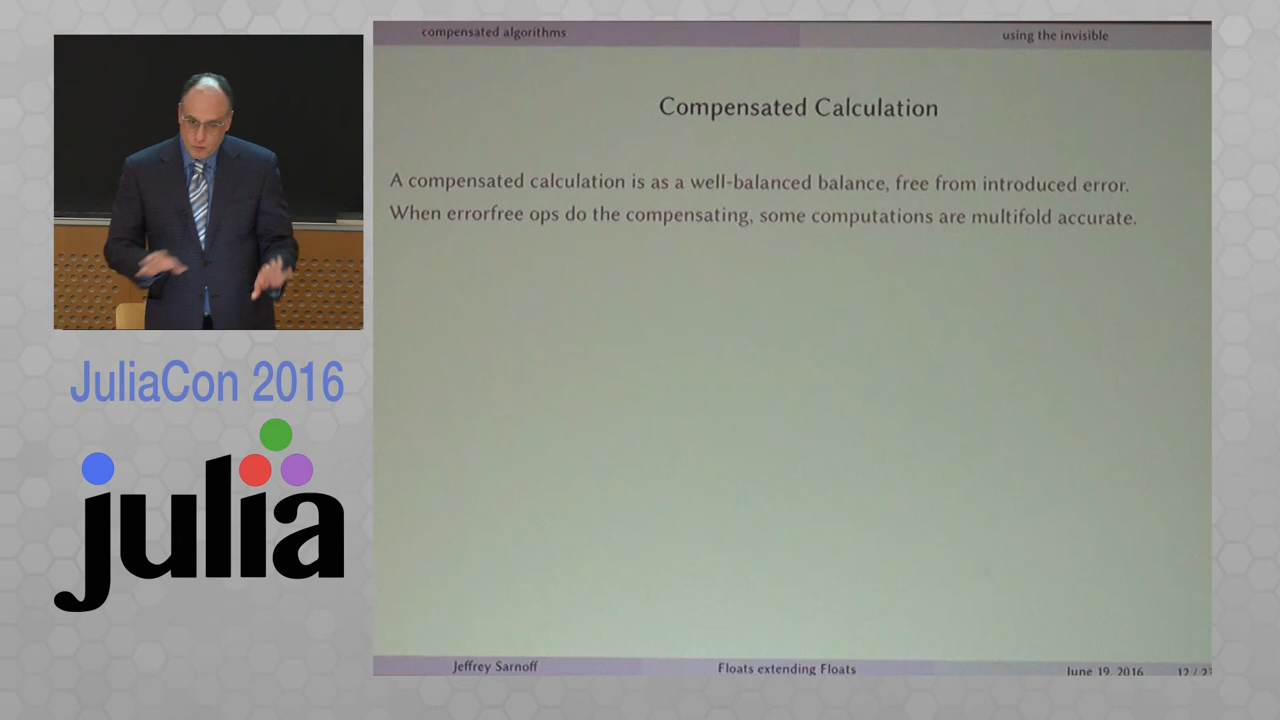 compensated algorithms
using the invisible
Compensated Calculation
A compensated calculation is as a well-balanced balance, free from introduced error.
When errorfree ops do the compensating, some computations are multifold accurate.
JuliaCon 2016
julia
Jeffrey Sarnoff
Floats extending Floats
June 19, 2016
12 /